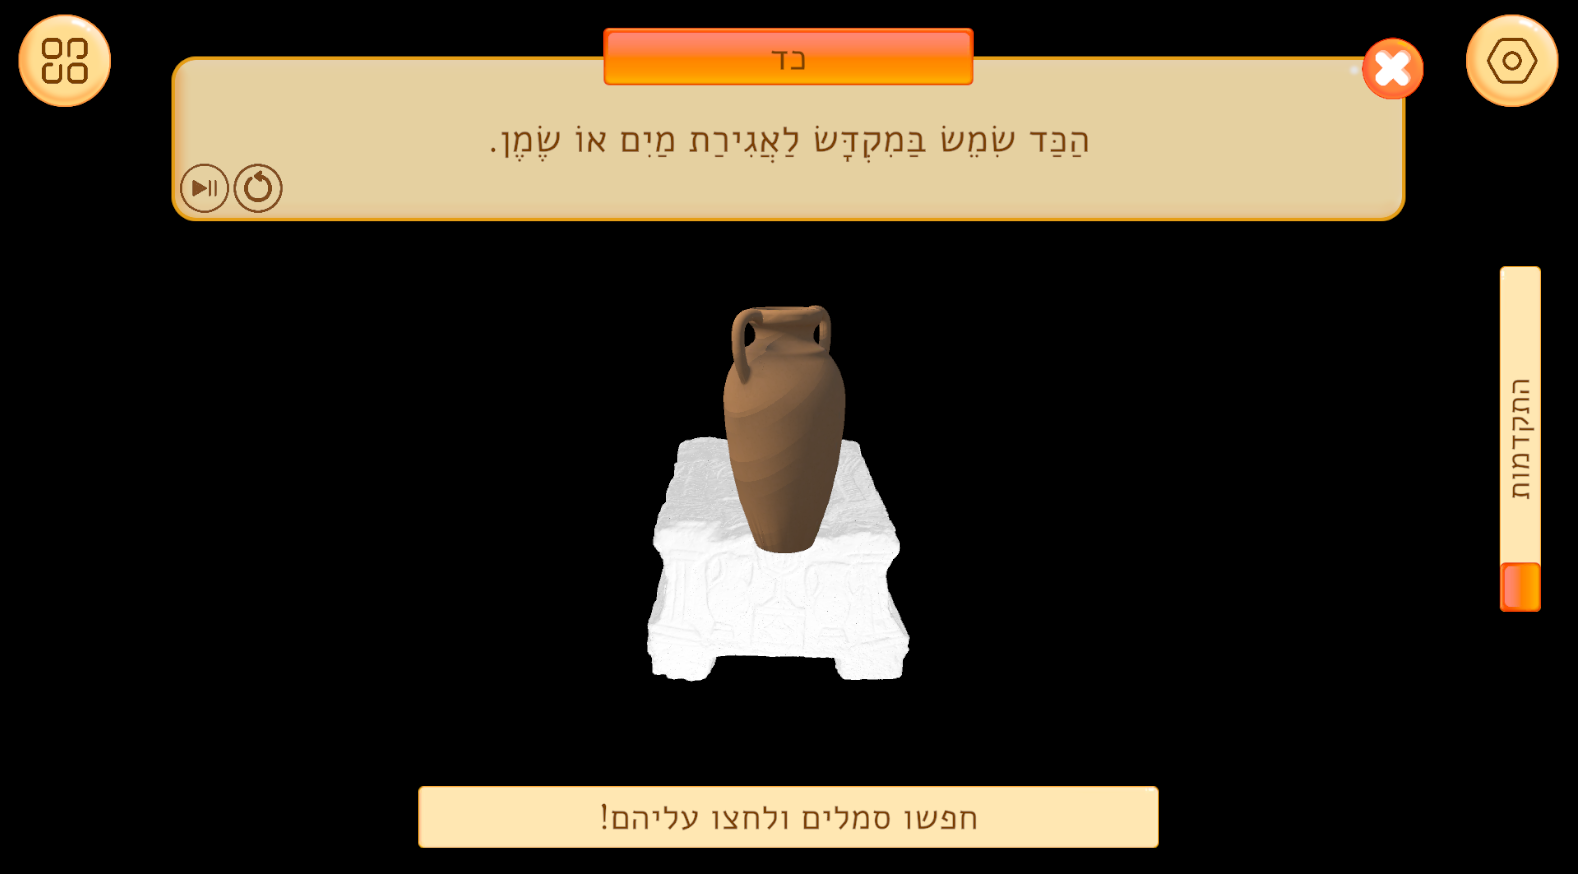 כד
הַכַּד שִׁמֵּשׁ בַּמִקְדָּשׁ לַאֲגִירַת מַיִם אוֹ שֶׁמֶן.
התקדמות
חפשו סמלים ולחצו עליהם!